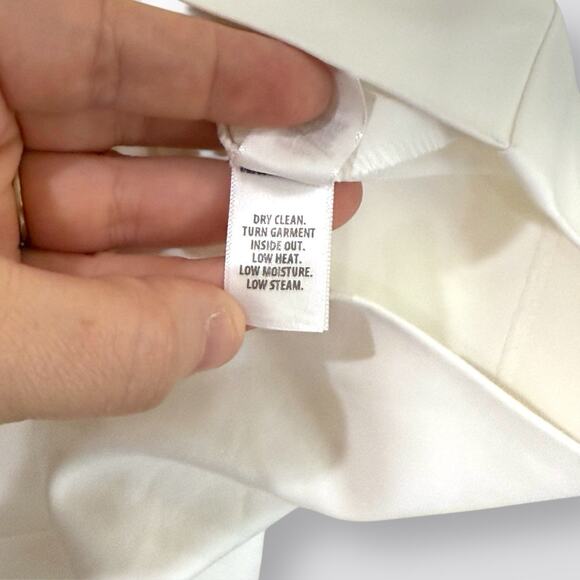 DRY CLEAN.
TURN GARMENT
INSIDE OUT.
LOW HEAT.
LOW MOISTURE.
LOW STEAM.